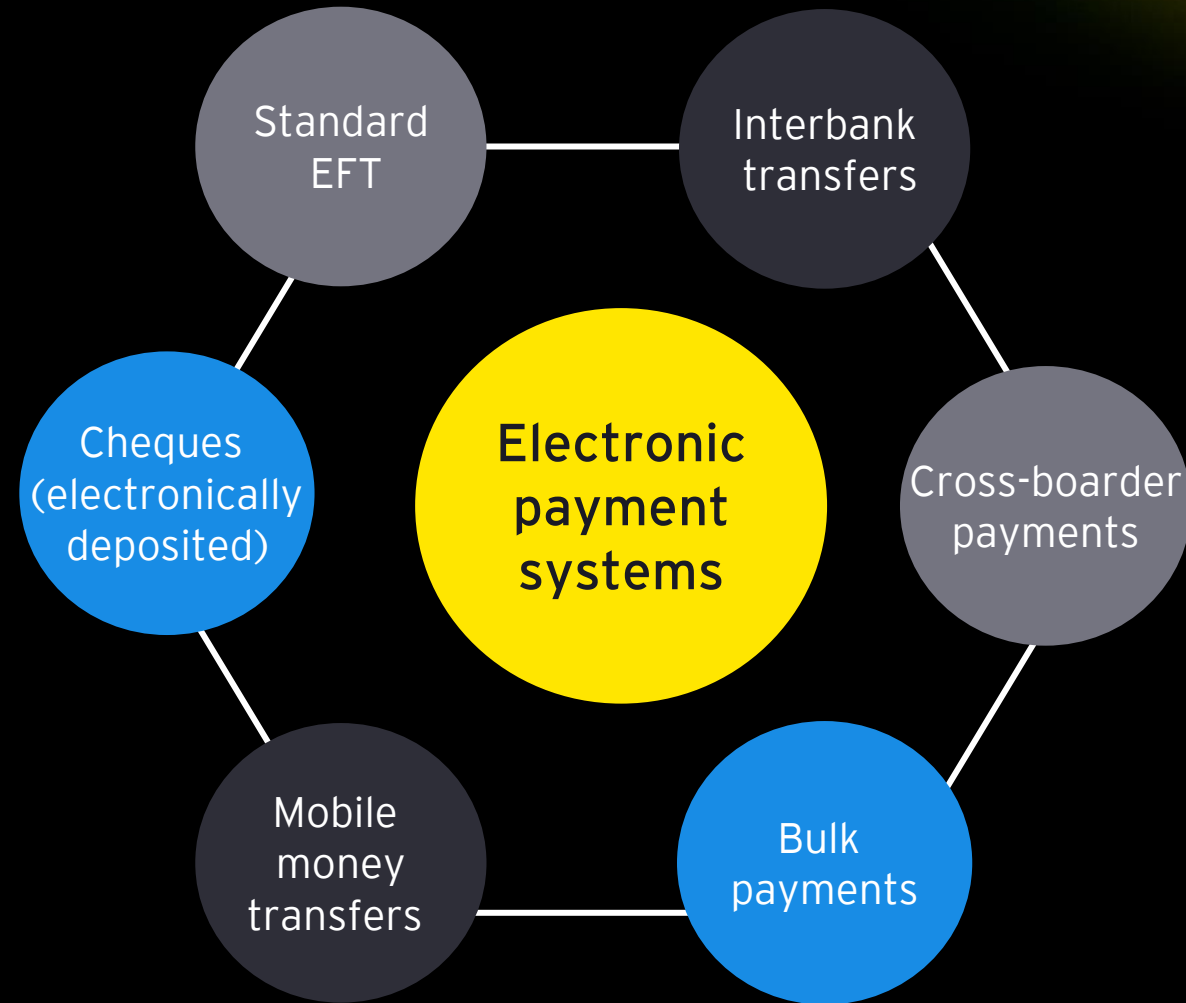 Standard
EFT
Interbank
transfers
Cheques
(electronically
deposited)
Electronic
payment
systems
Cross-boarder
payments
Mobile
money
transfers
Bulk
payments